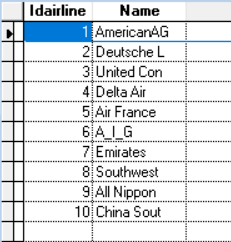 Idairline Name
1 AmericanAG
2 Deutsche L
3 United Con
4 Delta Air
5 Air France
6 A_I_G
7 Emirates
8 Southwest
9 All Nippon
10 China Sout